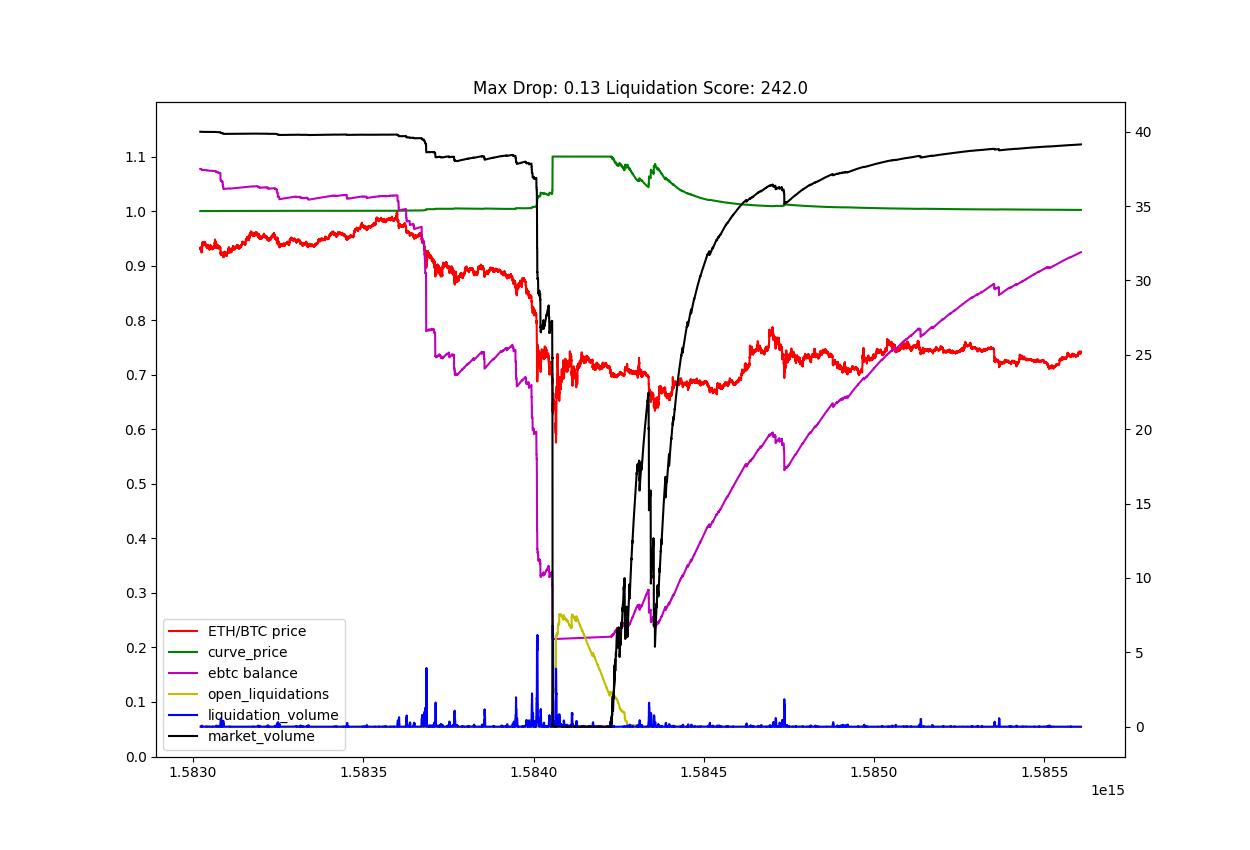 Max Drop: 0.13 Liquidation Score: 242.0
1.1
1.0
0.9
0.8
0.7
0.6
0.5
0.4
0.3
0.2
0.1
0.0
40
35
30
25
20
15
10
5
0
ETH/BTC price
curve_price
ebtc balance
open_liquidations
liquidation_volume
market_volume
1.5830 1.5835 1.5840 1.5845 1.5850 1.5855
1e15